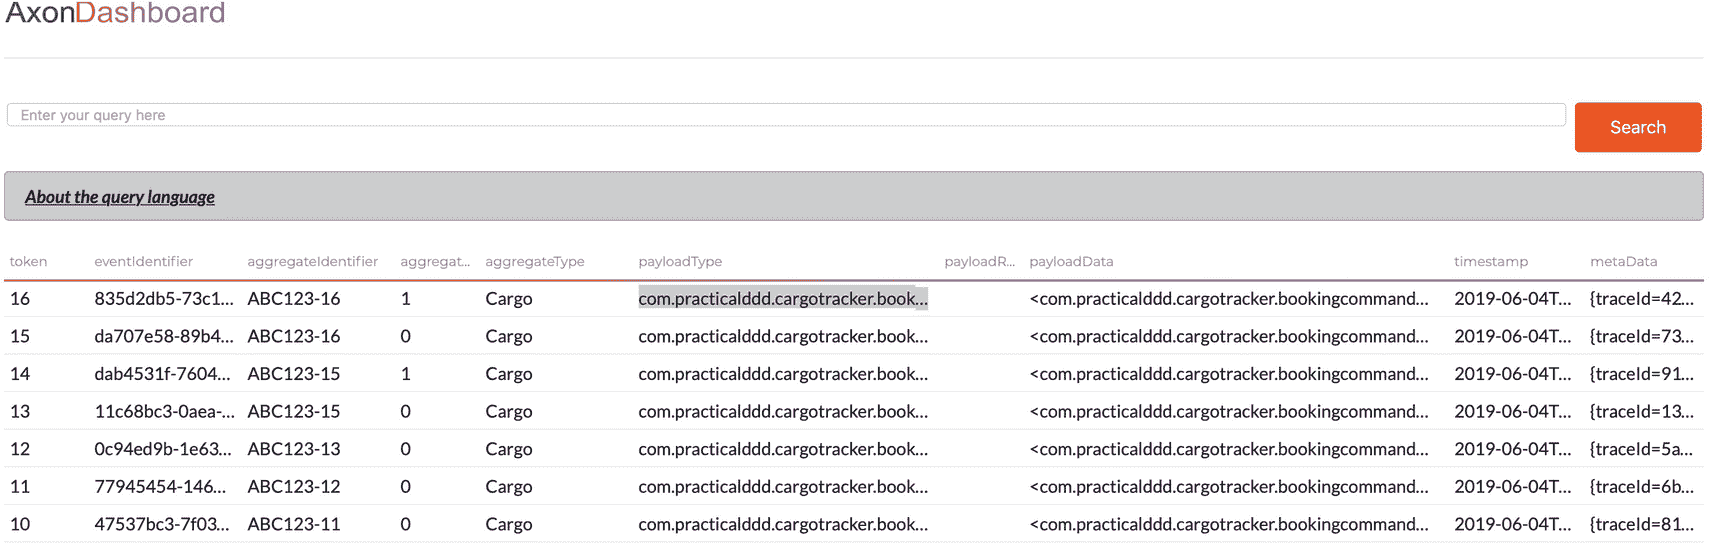 AxonDashboard
Enter your query here
Search
About the query language
token eventIdentifier aggregateIdentifier aggregat... aggregateType payloadType payloadR... payloadData timestamp metaData
16 835d2db5-73c1... ABC123-16 1 Cargo com.practicalddd.cargotracker.book... <com.practicalddd.cargotracker.bookingcommand... 2019-06-04T... {traceId=42...
15 da707e58-89b4... ABC123-16 0 Cargo com.practicalddd.cargotracker.book... <com.practicalddd.cargotracker.bookingcommand... 2019-06-04T... {traceId=73...
14 dab4531f-7604... ABC123-15 1 Cargo com.practicalddd.cargotracker.book... <com.practicalddd.cargotracker.bookingcommand... 2019-06-04T... {traceId=91...
13 11c68bc3-0aea-... ABC123-15 0 Cargo com.practicalddd.cargotracker.book... <com.practicalddd.cargotracker.bookingcommand... 2019-06-04T... {traceId=13...
12 0c94ed9b-1e63... ABC123-13 0 Cargo com.practicalddd.cargotracker.book... <com.practicalddd.cargotracker.bookingcommand... 2019-06-04T... {traceId=5a...
11 77945454-146... ABC123-12 0 Cargo com.practicalddd.cargotracker.book... <com.practicalddd.cargotracker.bookingcommand... 2019-06-04T... {traceId=6b...
10 47537bc3-7f03... ABC123-11 0 Cargo com.practicalddd.cargotracker.book... <com.practicalddd.cargotracker.bookingcommand... 2019-06-04T... {traceId=81...